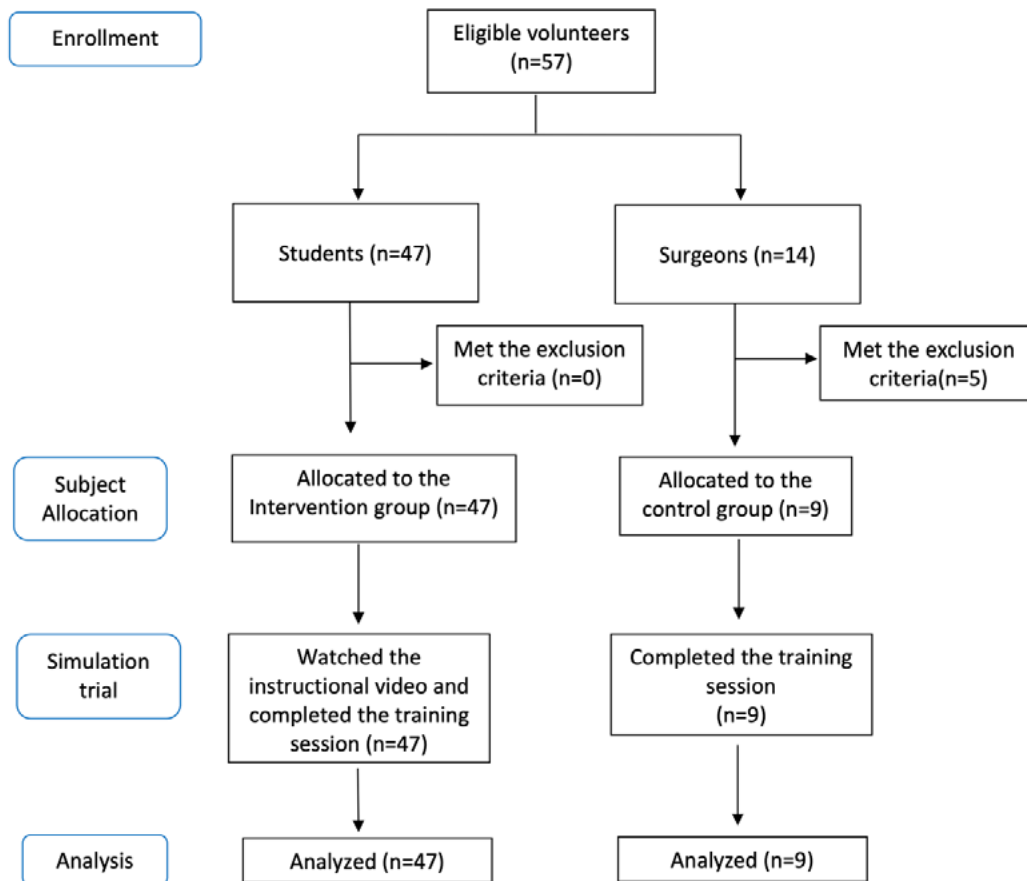 Enrollment
Eligible volunteers
(n=57)
Students (n=47)
Surgeons (n=14)
Met the exclusion
criteria (n=0)
Met the exclusion
criteria(n=5)
Subject
Allocation
Allocated to the
Intervention group (n=47)
Allocated to the
control group (n=9)
Simulation
trial
Watched the
instructional video and
completed the training
session (n=47)
Completed the training
session
(n=9)
Analysis
Analyzed (n=47)
Analyzed (n=9)